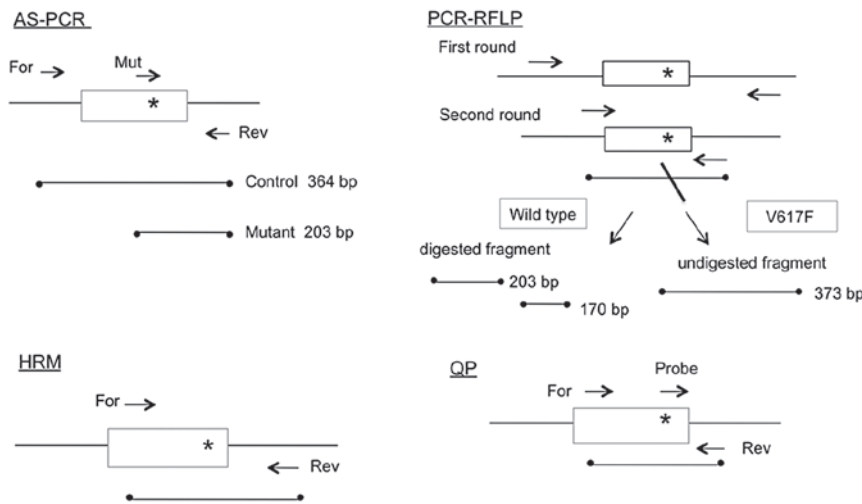 AS-PCR
For
Mut
*
Rev
Control 364 bp
Mutant 203 bp
PCR-RFLP
First round
*
Second round
*
Wild type
V617F
digested fragment
undigested fragment
203 bp
170 bp
373 bp
HRM
For
*
Rev
QP
Probe
For
*
Rev